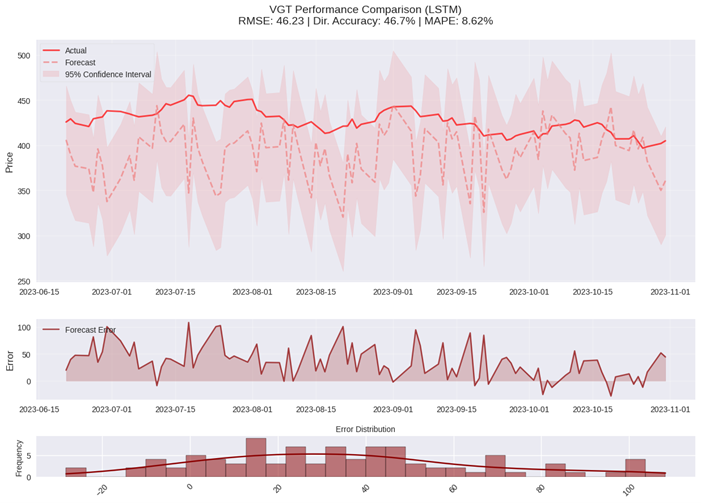 VGT Performance Comparison (LSTM)
RMSE: 46.23 | Dir. Accuracy: 46.7% | MAPE: 8.62%
Actual
Forecast
95% Confidence Interval
Price
500
450
400
350
300
250
2023-06-15 2023-07-01 2023-07-15 2023-08-01 2023-08-15 2023-09-01 2023-09-15 2023-10-01 2023-10-15 2023-11-01
Forecast Error
Error
100
50
0
2023-06-15 2023-07-01 2023-07-15 2023-08-01 2023-08-15 2023-09-01 2023-09-15 2023-10-01 2023-10-15 2023-11-01
Error Distribution
Frequency
5
0
-20 0 20 40 60 80 100